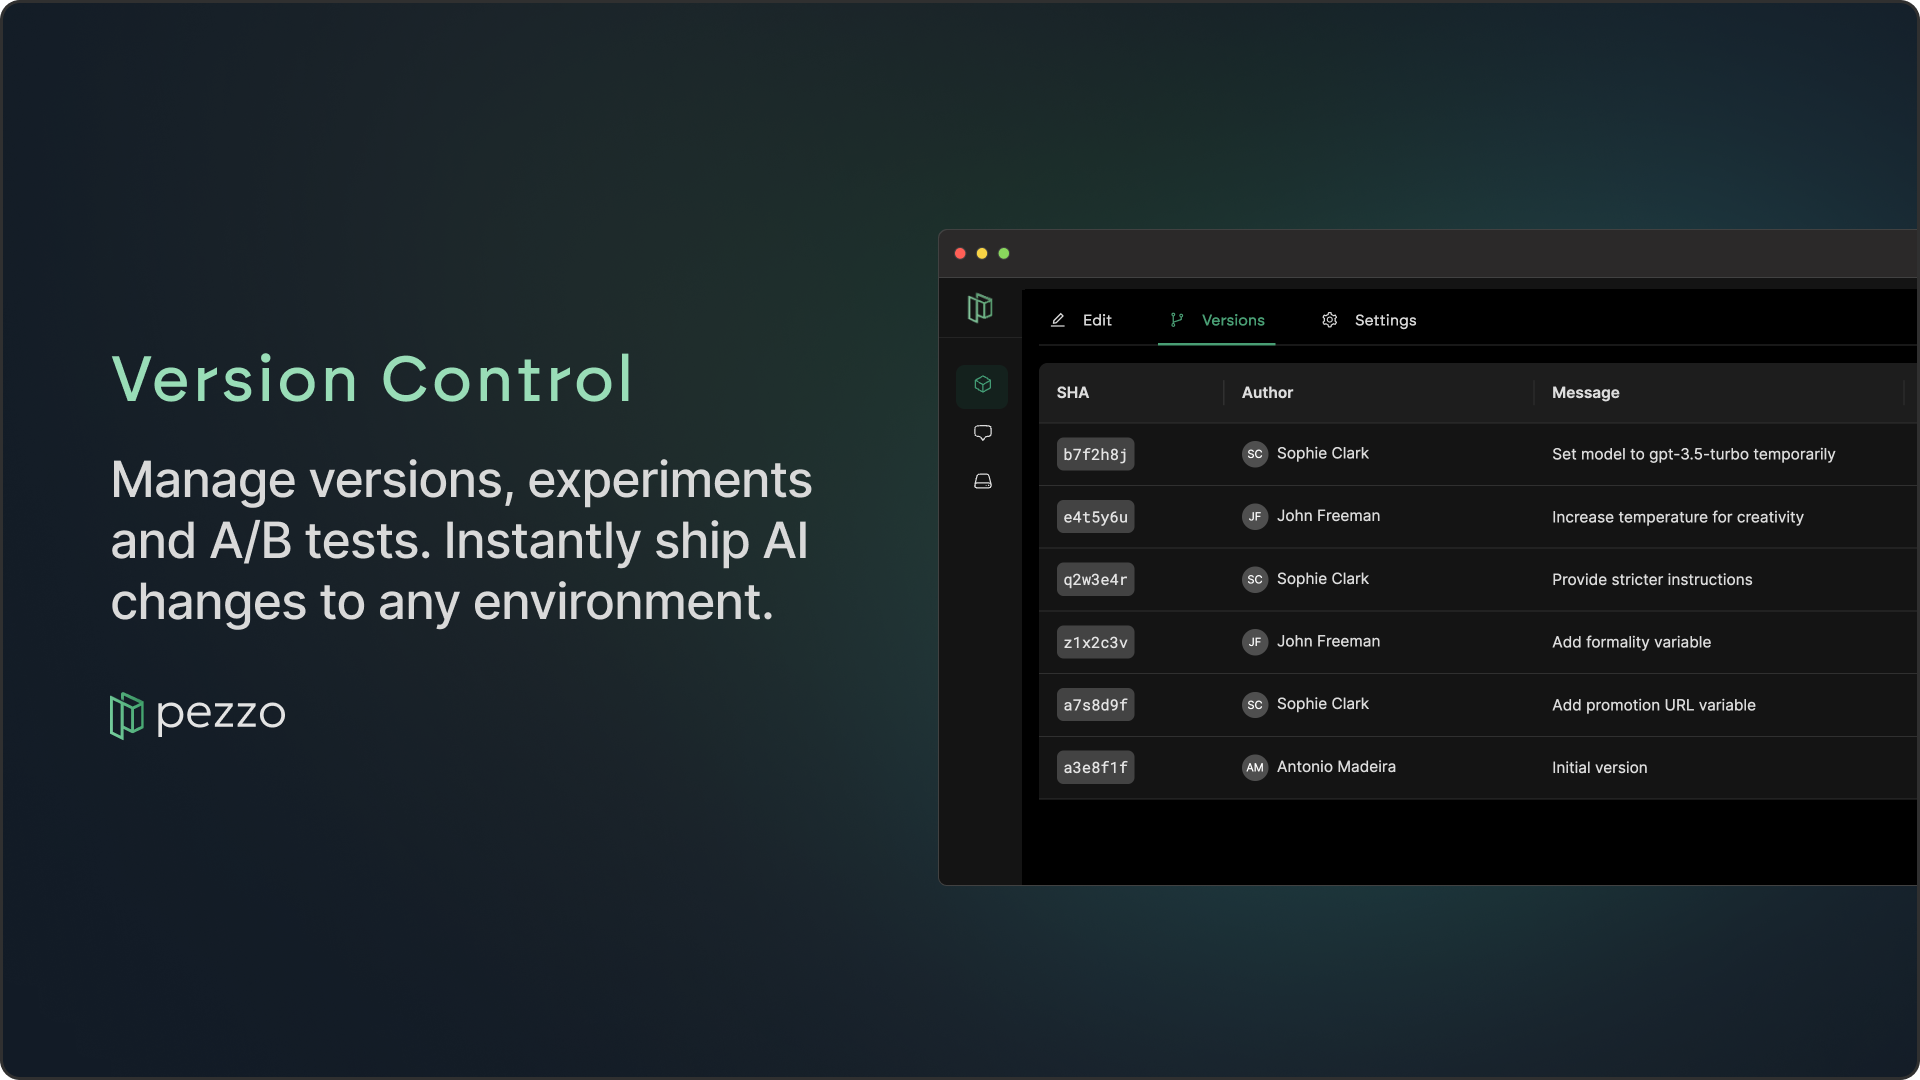 Version Control
Manage versions, experiments
and A/B tests. Instantly ship AI
changes to any environment.
pezzo
Edit Versions Settings
SHA Author Message
b7f2h8j SC Sophie Clark Set model to gpt-3.5-turbo temporarily
e4t5y6u JF John Freeman Increase temperature for creativity
q2w3e4r SC Sophie Clark Provide stricter instructions
z1x2c3v JF John Freeman Add formality variable
a7s8d9f SC Sophie Clark Add promotion URL variable
a3e8f1f AM Antonio Madeira Initial version